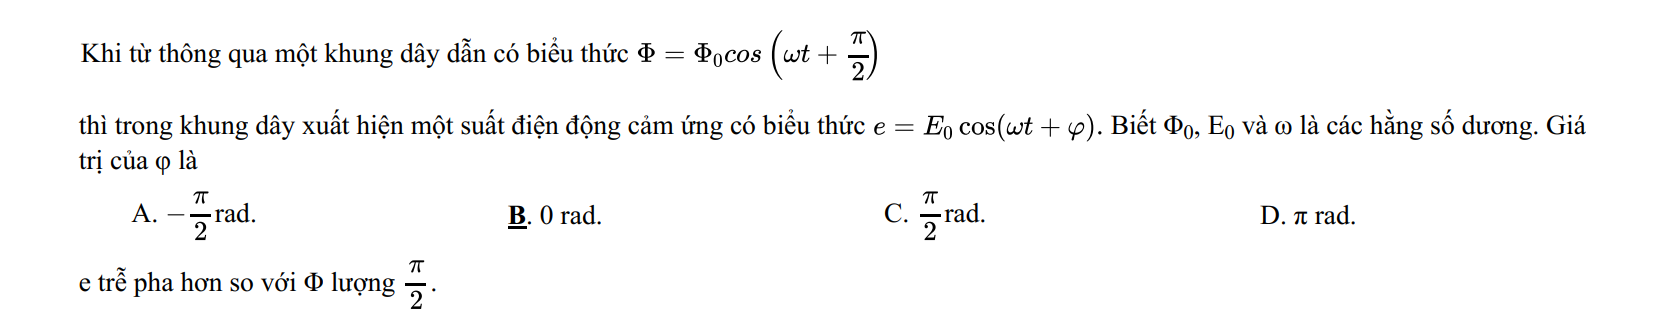 Khi từ thông qua một khung dây dẫn có biểu thức Φ = Φ₀cos (ωt + π/2)
thì trong khung dây xuất hiện một suất điện động cảm ứng có biểu thức e = E₀ cos(ωt + φ). Biết Φ₀, E₀ và ω là các hằng số dương. Giá
trị của φ là
A. −π/2 rad. B. 0 rad. C. π/2 rad. D. π rad.
e trễ pha hơn so với Φ lượng π/2.